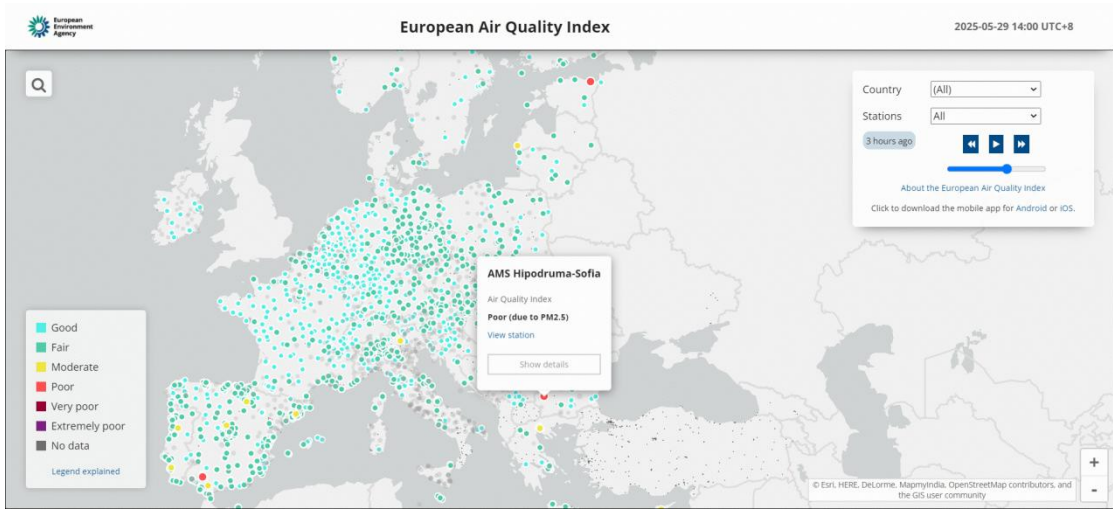 European
Environment
Agency
European Air Quality Index
2025-05-29 14:00 UTC+8
Country
(All)
Stations
All
3 hours ago
About the European Air Quality Index
Click to download the mobile app for Android or iOS.
AMS Hipodruma-Sofia
Air Quality Index
Poor (due to PM2.5)
View station
Show details
Good
Fair
Moderate
Poor
Very poor
Extremely poor
No data
Legend explained
+
-
© Esri, HERE, DeLorme, MapmyIndia, OpenStreetMap contributors, and
the GIS user community